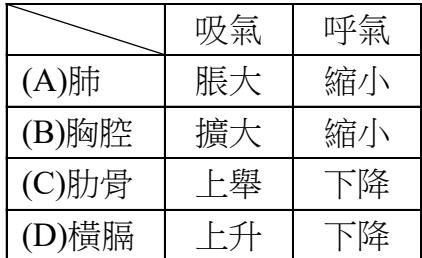 吸氣 呼氣
(A)肺 脹大 縮小
(B)胸腔 擴大 縮小
(C)肋骨 上舉 下降
(D)橫膈 上升 下降